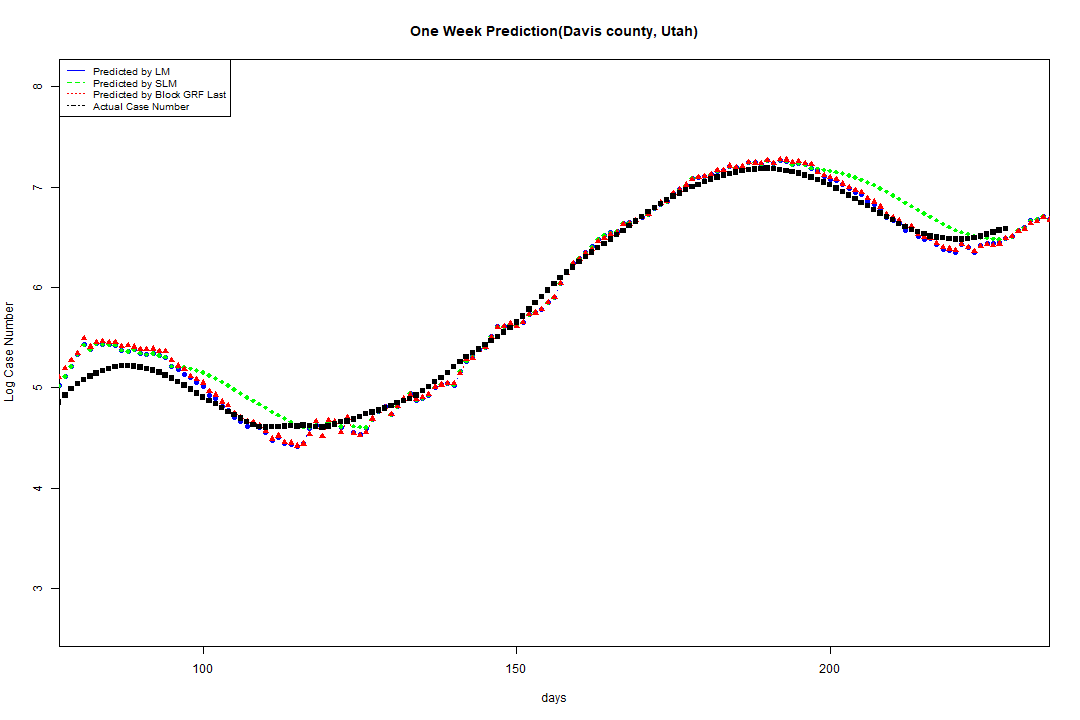 One Week Prediction(Davis county, Utah)
Predicted by LM
Predicted by SLM
Predicted by Block GRF Last
Actual Case Number
8
7
6
5
4
3
Log Case Number
100 150 200
days